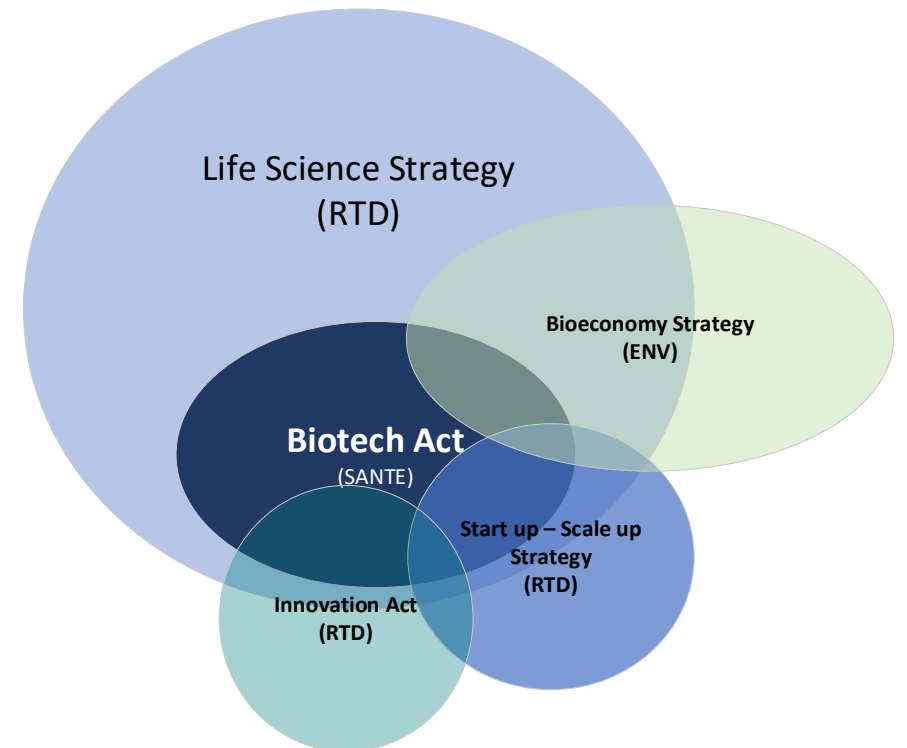 Life Science Strategy
(RTD)
Bioeconomy Strategy
(ENV)
Biotech Act
(SANTE)
Start up – Scale up
Strategy
(RTD)
Innovation Act
(RTD)